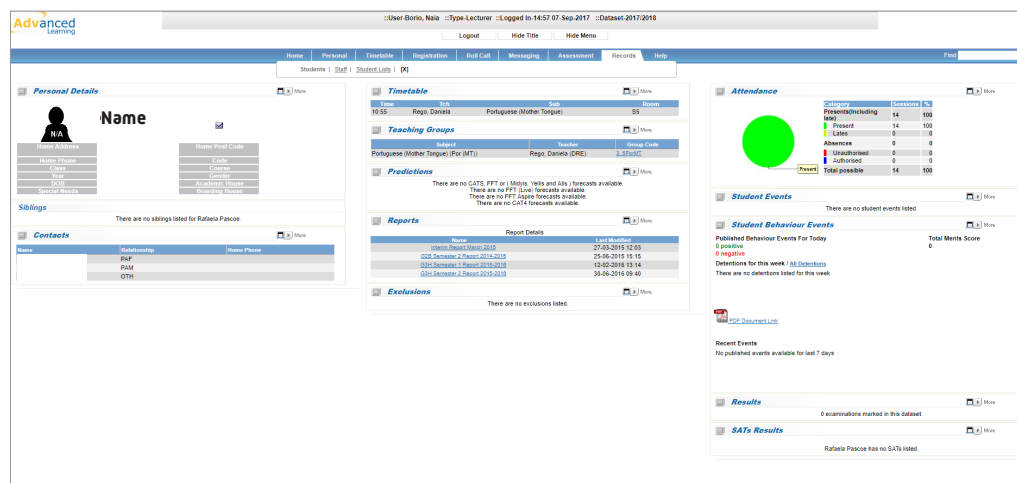 Advanced
Learning
::User-Borio, Naia ::Type-Lecturer ::Logged In-14:57 07-Sep-2017 ::Dataset-2017/2018
Logout Hide Title Hide Menu
Home Personal Timetable Registration Roll Call Messaging Assessment Records Help Find
Students | Staff | Student Lists | [X]
Personal Details More
N/A
Name
Home Address Home Post Code
Home Phone Code
Class Course
Year Gender
DOB Academic House
Special Needs Boarding House
Siblings
There are no siblings listed for Rafaela Pascoe.
Contacts More
Name Relationship Home Phone
PAF
PAM
OTH
Timetable More
Time Tch Sub Room
10:55 Rego, Daniela Portuguese (Mother Tongue) S5
Teaching Groups More
Subject Teacher Group Code
Portuguese (Mother Tongue) (Por (MT)) Rego, Daniela (DRE) 3_SPorMT
Predictions More
There are no CATS, FFT or ( Midyis, Yellis and Alis ) forecasts available.
There are no FFT (Live) forecasts available.
There are no FFT Aspire forecasts available.
There are no CAT4 forecasts available.
Reports More
Report Details
Name Last Modified
Interim Report March 2015 27-03-2015 12:03
G2B Semester 2 Report 2014-2015 25-06-2015 15:15
G3H Semester 1 Report 2015-2016 12-02-2016 13:14
G3H Semester 2 Report 2015-2016 30-06-2016 09:40
Exclusions More
There are no exclusions listed.
Attendance More
Category Sessions %
Presents(Including late) 14 100
Present 14 100
Lates 0 0
Absences 0 0
Unauthorised 0 0
Authorised 0 0
Total possible 14 100
Present
Student Events More
There are no student events listed.
Student Behaviour Events More
Published Behaviour Events For Today Total Merits Score
0 positive 0
0 negative
Detentions for this week / All Detentions
There are no detentions listed for this week
PDF Document Link
Recent Events
No published events available for last 7 days
Results More
0 examinations marked in this dataset.
SATs Results More
Rafaela Pascoe has no SATs listed.